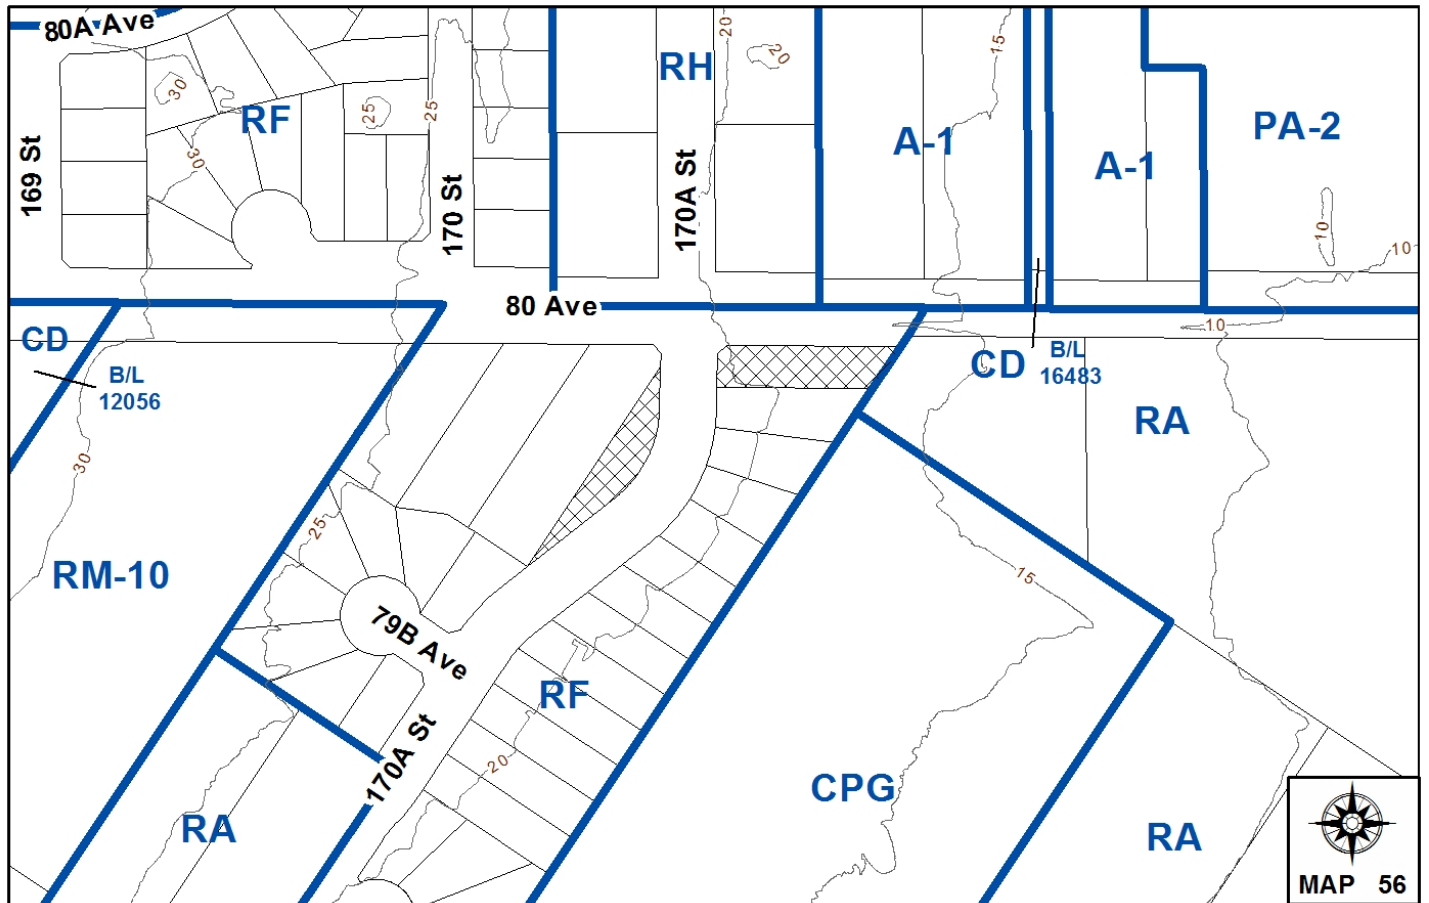 80A Ave
20
15
RH
20
30
25
25
RF
A-1
PA-2
A-1
30
169 St
170 St
170A St
10
10
80 Ave
10
CD
CD
B/L
16483
B/L
12056
RA
30
25
RM-10
15
79B Ave
RF
170A St
20
CPG
RA
RA
MAP 56